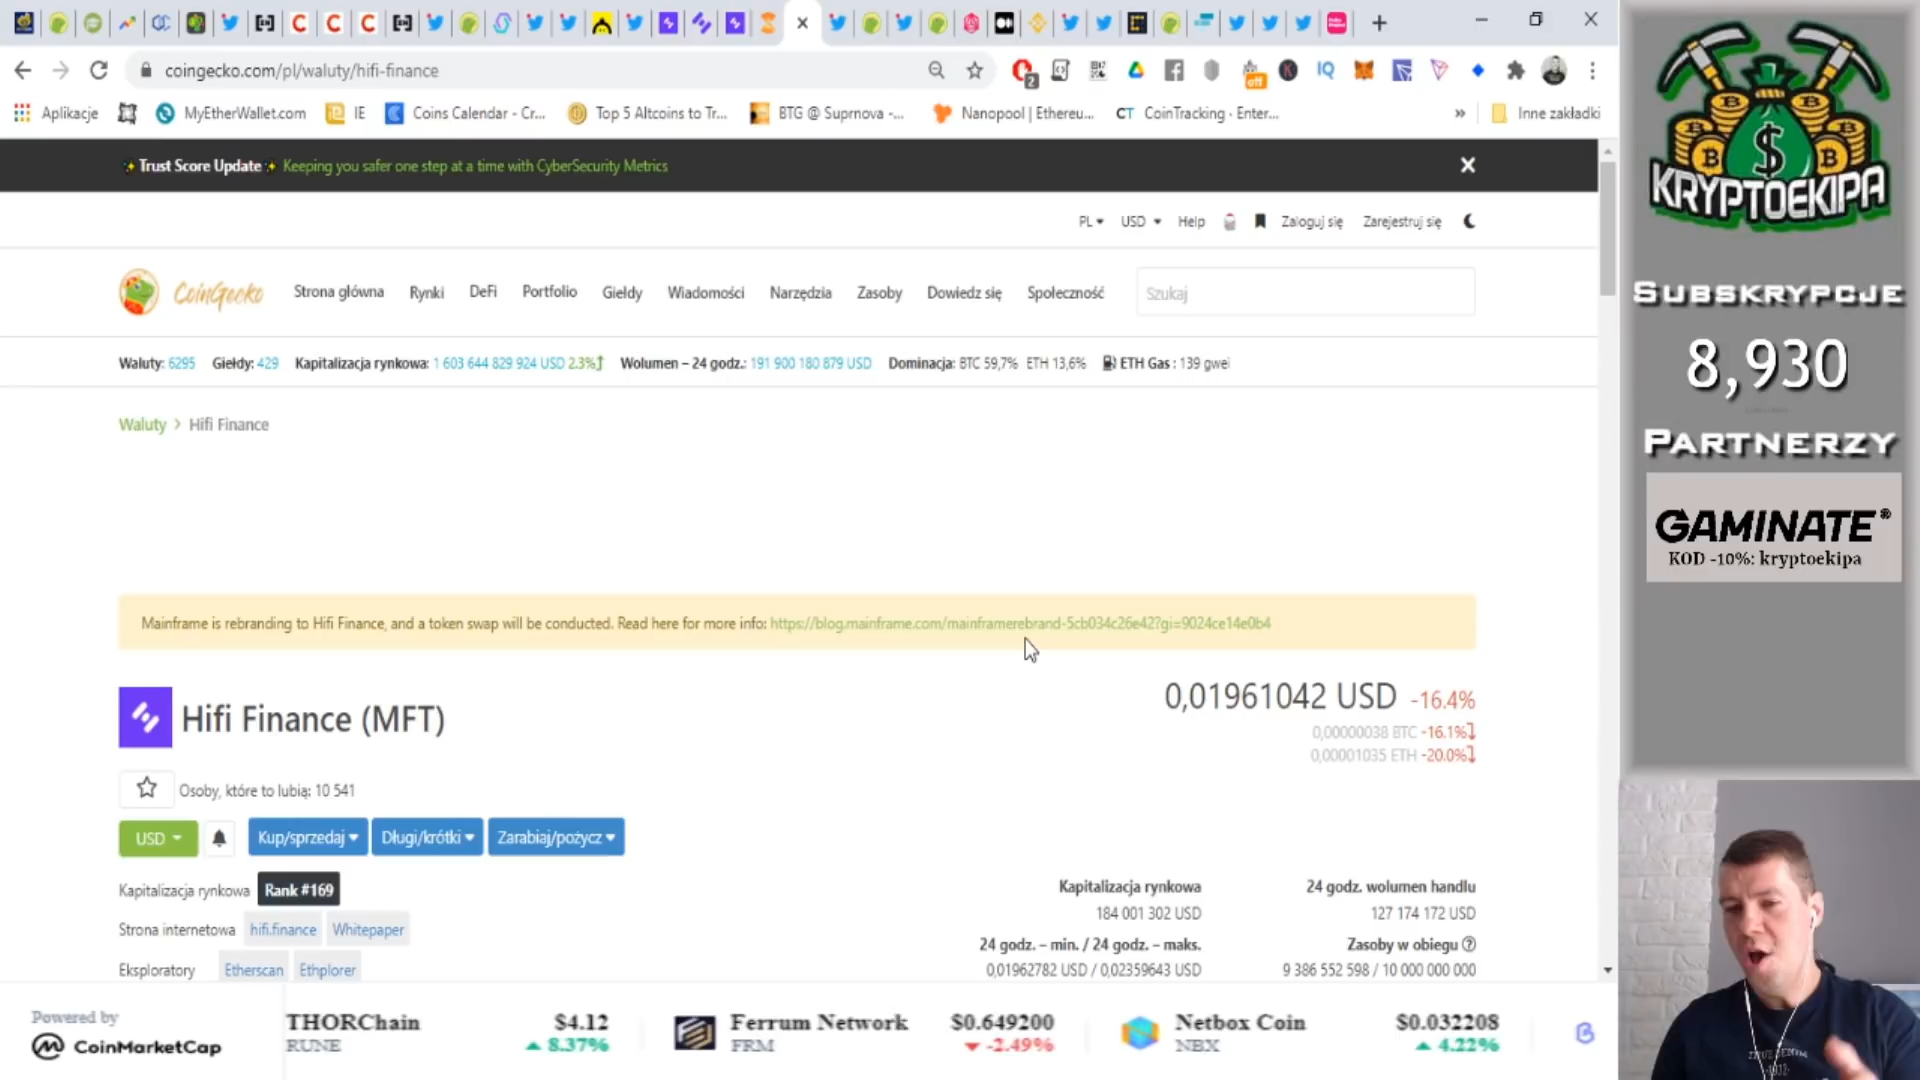 coingecko.com/pl/waluty/hifi-finance
2
off
IQ
Aplikacje
MyEtherWallet.com
IE
Coins Calendar - Cr...
Top 5 Altcoins to Tr...
BTG @ Suprnova -...
Nanopool | Ethereu...
CT CoinTracking · Enter...
»
Inne zakładki
Trust Score Update Keeping you safer one step at a time with CyberSecurity Metrics
PL USD Help Zaloguj się Zarejestruj się
CoinGecko
Strona główna Rynki DeFi Portfolio Giełdy Wiadomości Narzędzia Zasoby Dowiedz się Społeczność
Szukaj
Waluty: 6295 Giełdy: 429 Kapitalizacja rynkowa: 1 603 644 829 924 USD 2.3% Wolumen – 24 godz.: 191 900 180 879 USD Dominacja: BTC 59,7% ETH 13,6% ETH Gas : 139 gwei
Waluty > Hifi Finance
Mainframe is rebranding to Hifi Finance, and a token swap will be conducted. Read here for more info: https://blog.mainframe.com/mainframerebrand-5cb034c26e42?gi=9024ce14e0b4
Hifi Finance (MFT)
0,01961042 USD -16.4%
0,00000038 BTC -16.1%
0,00001035 ETH -20.0%
Osoby, które to lubią: 10 541
USD
Kup/sprzedaj
Długi/krótki
Zarabiaj/pożycz
Kapitalizacja rynkowa Rank #169
Strona internetowa hifi.finance Whitepaper
Eksploratory Etherscan Ethplorer
Kapitalizacja rynkowa
184 001 302 USD
24 godz. wolumen handlu
127 174 172 USD
24 godz. – min. / 24 godz. – maks.
0,01962782 USD / 0,02359643 USD
Zasoby w obiegu
9 386 552 598 / 10 000 000 000
Powered by
CoinMarketCap
THORChain
RUNE
$4.12
8.37%
Ferrum Network
FRM
$0.649200
-2.49%
Netbox Coin
NBX
$0.032208
4.22%
KRYPTOEKIPA
SUBSKRYPCJE
8,930
PARTNERZY
GAMINATE®
KOD -10%: kryptoekipa